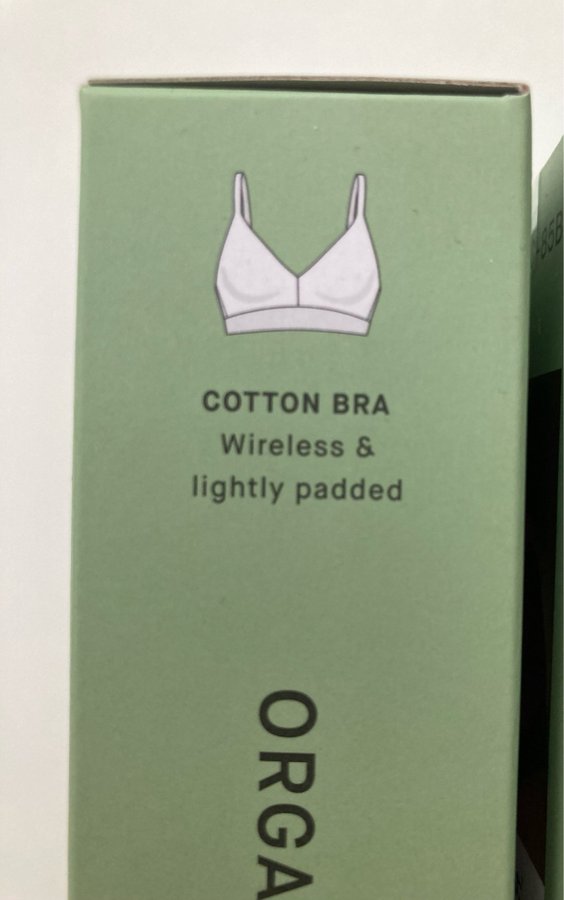 COTTON BRA
Wireless &
lightly padded
ORGA